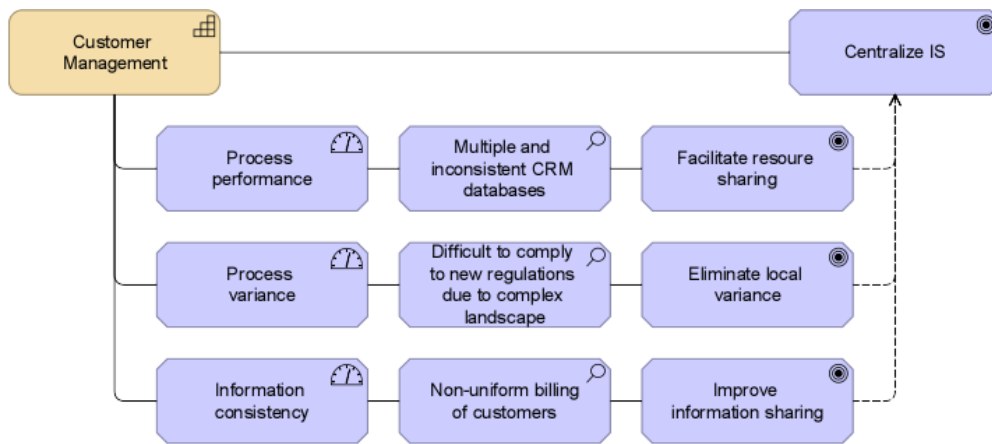 Customer
Management
Centralize IS
Process
performance
Multiple and
inconsistent CRM
databases
Facilitate resoure
sharing
Process
variance
Difficult to comply
to new regulations
due to complex
landscape
Eliminate local
variance
Information
consistency
Non-uniform billing
of customers
Improve
information sharing